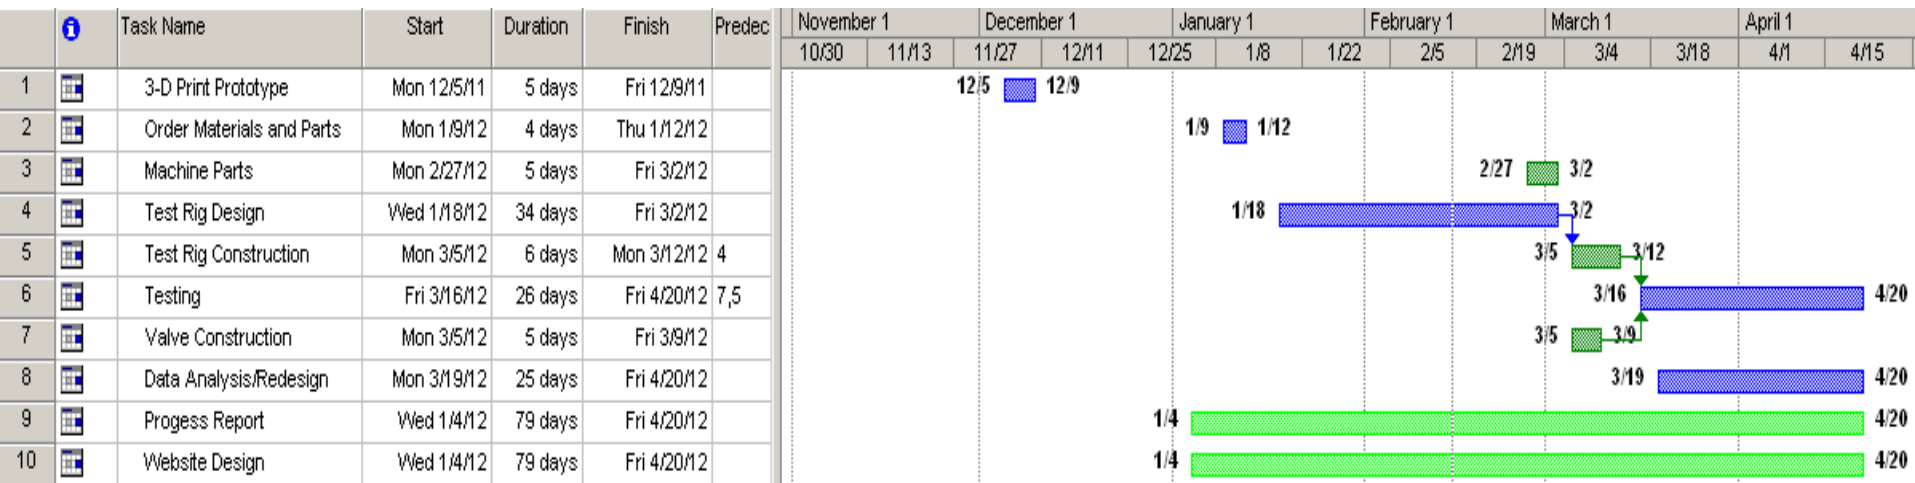 Task Name Start Duration Finish Predec November 1 December 1 January 1 February 1 March 1 April 1
10/30 11/13 11/27 12/11 12/25 1/8 1/22 2/5 2/19 3/4 3/18 4/1 4/15
1 3-D Print Prototype Mon 12/5/11 5 days Fri 12/9/11 12/5 12/9
2 Order Materials and Parts Mon 1/9/12 4 days Thu 1/12/12 1/9 1/12
3 Machine Parts Mon 2/27/12 5 days Fri 3/2/12 2/27 3/2
4 Test Rig Design Wed 1/18/12 34 days Fri 3/2/12 1/18 3/2
5 Test Rig Construction Mon 3/5/12 6 days Mon 3/12/12 4 3/5 3/12
6 Testing Fri 3/16/12 26 days Fri 4/20/12 7,5 3/16 4/20
7 Valve Construction Mon 3/5/12 5 days Fri 3/9/12 3/5 3/9
8 Data Analysis/Redesign Mon 3/19/12 25 days Fri 4/20/12 3/19 4/20
9 Progess Report Wed 1/4/12 79 days Fri 4/20/12 1/4 4/20
10 Website Design Wed 1/4/12 79 days Fri 4/20/12 1/4 4/20